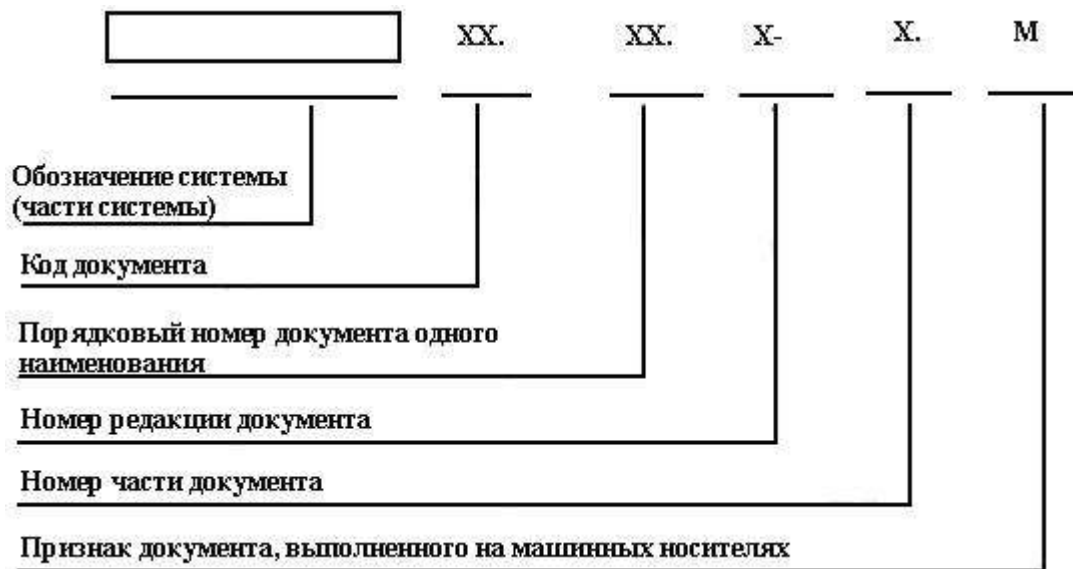 XX. XX. X- X. М
Обозначение системы
(части системы)
Код документа
Порядковый номер документа одного
наименования
Номер редакции документа
Номер части документа
Признак документа, выполненного на машинных носителях